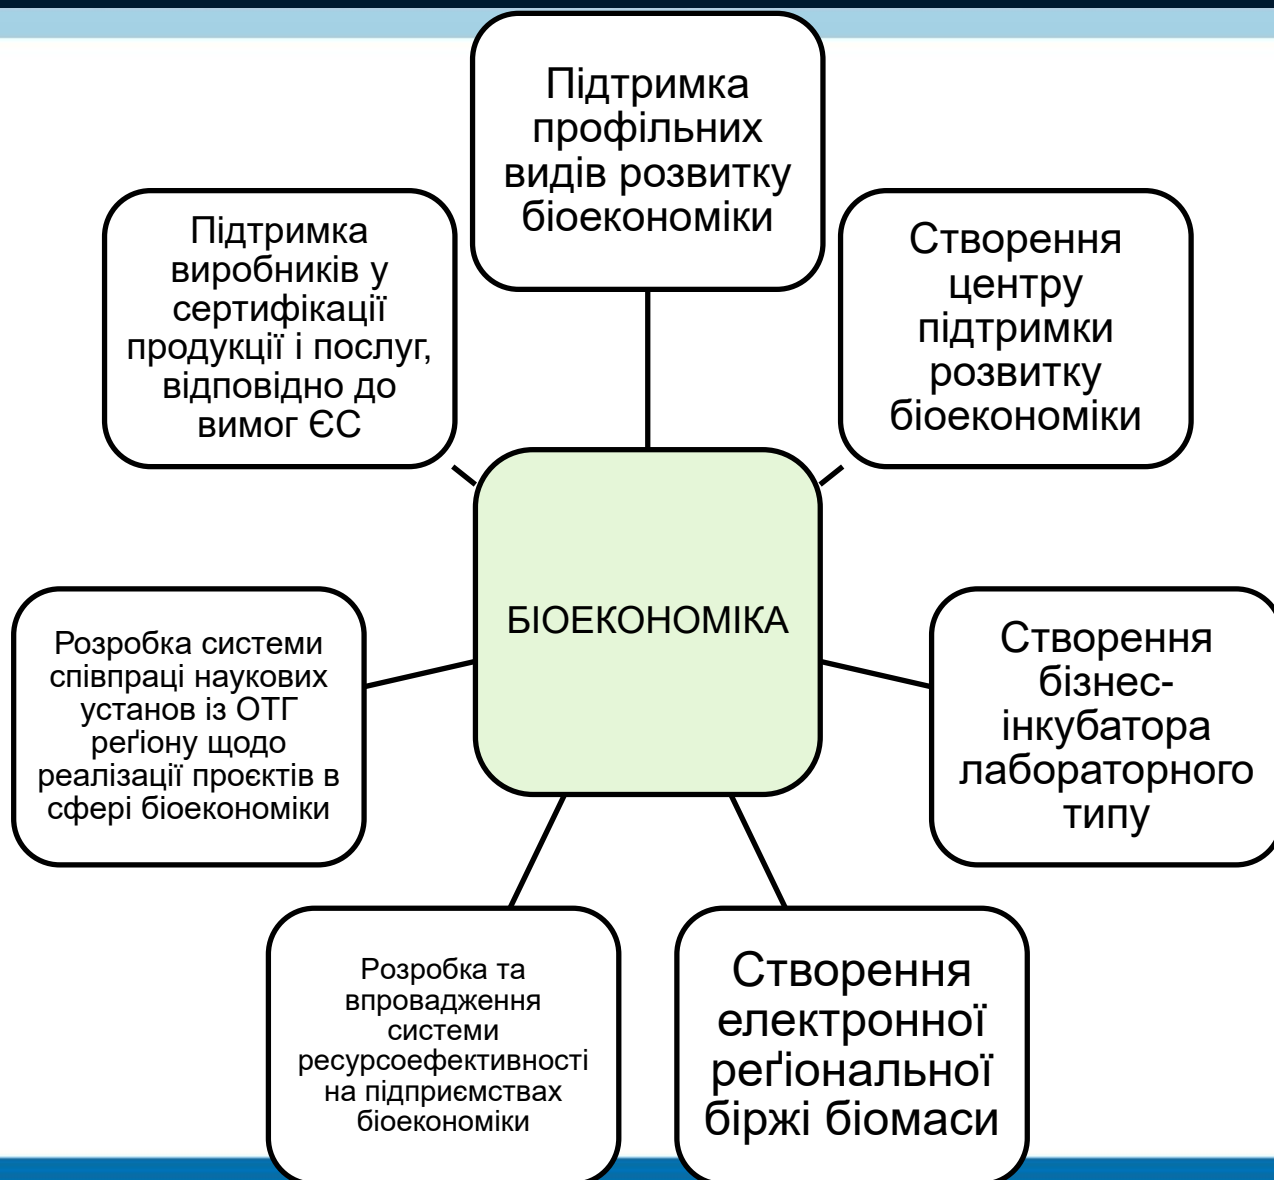 Підтримка
профільних
видів розвитку
біоекономіки
Підтримка
виробників у
сертифікації
продукції і послуг,
відповідно до
вимог ЄС
Створення
центру
підтримки
розвитку
біоекономіки
БІОЕКОНОМІКА
Розробка системи
співпраці наукових
установ із ОТГ
реґіону щодо
реалізації проєктів в
сфері біоекономіки
Створення
бізнес-
інкубатора
лабораторного
типу
Розробка та
впровадження
системи
ресурсоефективності
на підприємствах
біоекономіки
Створення
електронної
реґіональної
біржі біомаси